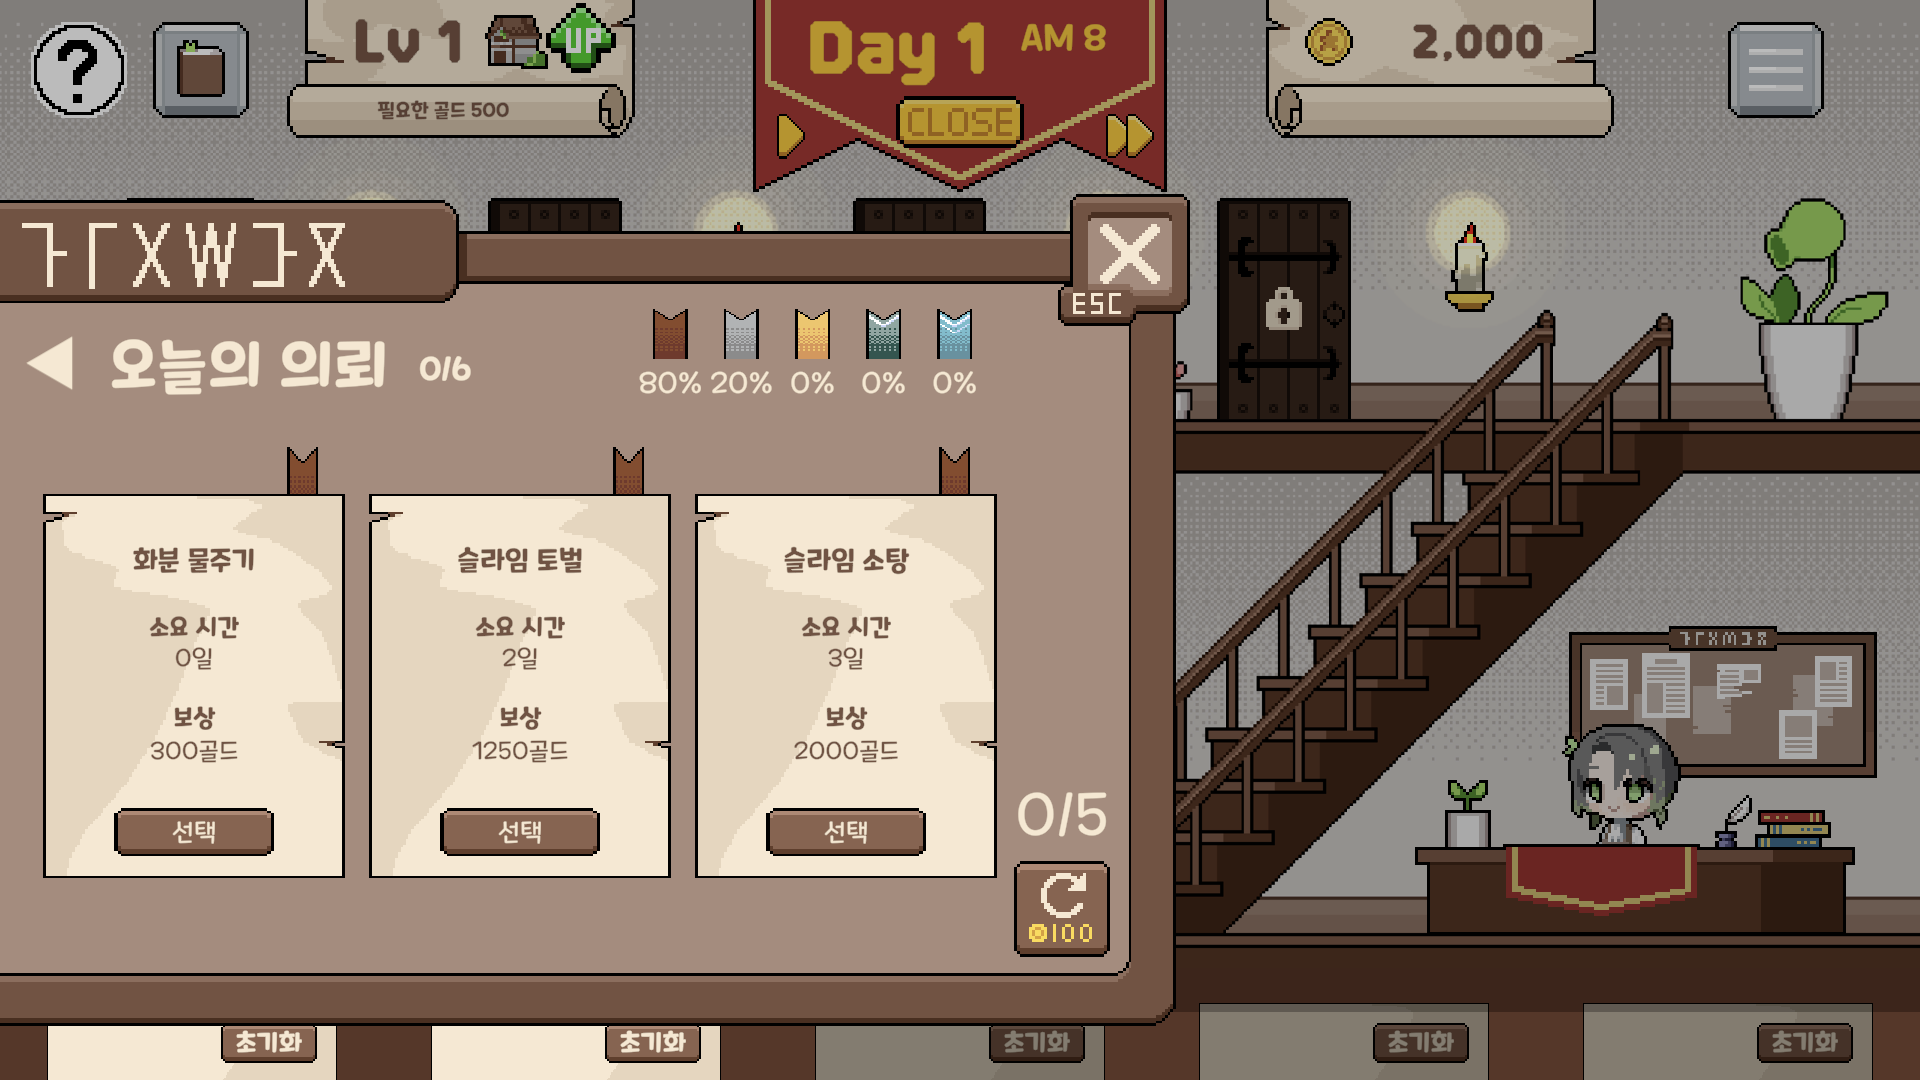 ?
Lv 1
UP
필요한 골드 500
Day 1
AM 8
CLOSE
2,000
ESC
오늘의 의뢰 0/6
80% 20% 0% 0% 0%
화분 물주기
소요 시간
0일
보상
300골드
선택
슬라임 토벌
소요 시간
2일
보상
1250골드
선택
슬라임 소탕
소요 시간
3일
보상
2000골드
선택
0/5
100
초기화
초기화
초기화
초기화
초기화